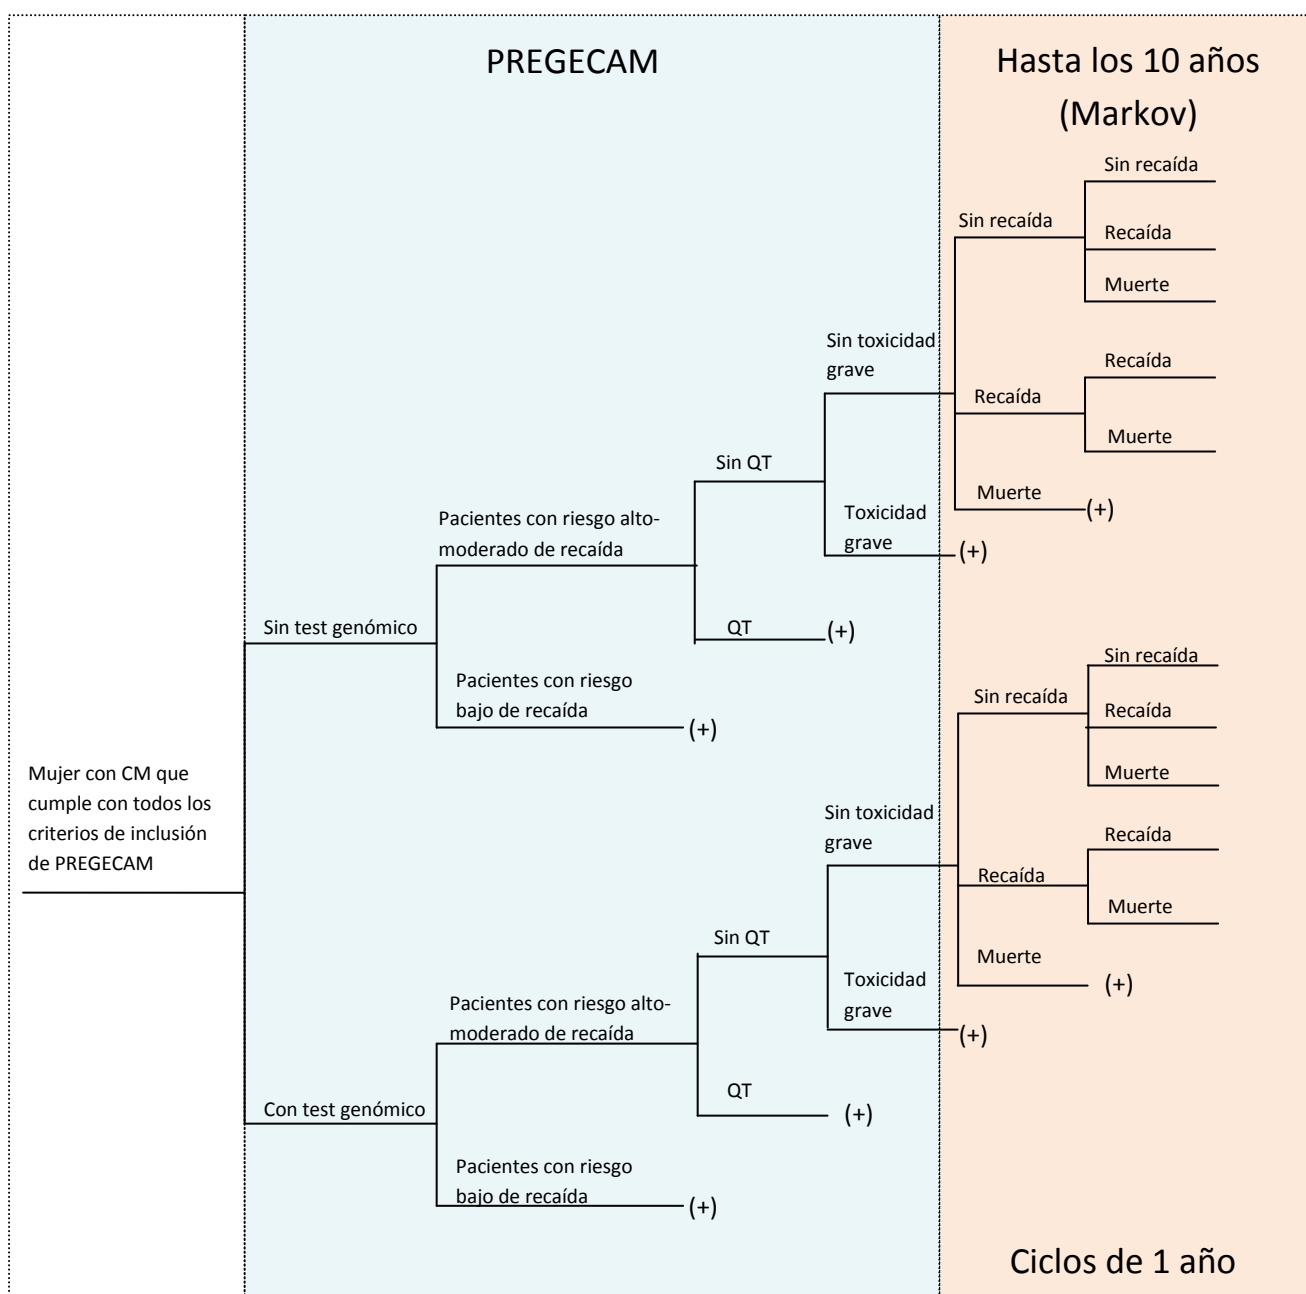 PREGECAM
Hasta los 10 años
(Markov)
Sin recaída
Sin recaída
Recaída
Muerte
Sin toxicidad
grave
Recaída
Recaída
Muerte
Sin QT
Muerte
(+)
Toxicidad
grave
(+)
Pacientes con riesgo alto-
moderado de recaída
Sin test genómico
QT
(+)
Pacientes con riesgo
bajo de recaída
(+)
Sin recaída
Sin recaída
Recaída
Muerte
Mujer con CM que
cumple con todos los
criterios de inclusión
de PREGECAM
Sin toxicidad
grave
Recaída
Recaída
Muerte
Sin QT
Muerte
(+)
Toxicidad
grave
(+)
Pacientes con riesgo alto-
moderado de recaída
QT
(+)
Con test genómico
Pacientes con riesgo
bajo de recaída
(+)
Ciclos de 1 año